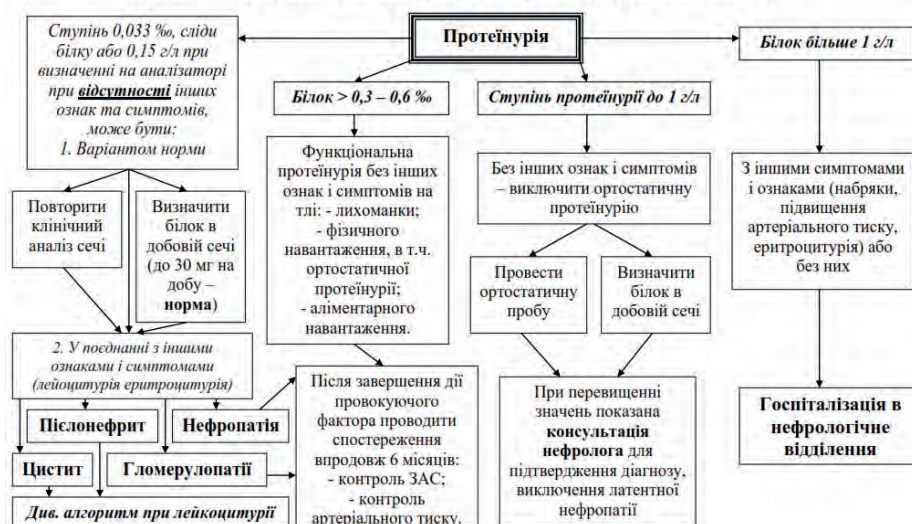 Протеїнурія
Ступінь 0,033 ‰, сліди
білку або 0,15 г/л при
визначенні на аналізаторі
при відсутності інших
ознак та симптомів,
може бути:
1. Варіантом норми
Повторити
клінічний
аналіз сечі
Визначити
білок в
добовій сечі
(до 30 мг на
добу –
норма)
2. У поєднанні з іншими
ознаками і симптомами
(лейоцитурія еритроцитурія)
Пієлонефрит
Нефропатія
Цистит
Гломерулопатії
Див. алгоритм при лейкоцитурії
Білок > 0,3 – 0,6 ‰
Функціональна
протеїнурія без інших
ознак і симптомів на
тлі: - лихоманки;
- фізичного
навантаження, в т.ч.
ортостатичної
протеїнурії;
- аліментарного
навантаження.
Після завершення дії
провокуючого
фактора проводити
спостереження
впродовж 6 місяців:
- контроль ЗАС;
- контроль
артеріального тиску.
Ступінь протеїнурії до 1 г/л
Без інших ознак і симптомів
– виключити ортостатичну
протеїнурію
Провести
ортостатичну
пробу
Визначити
білок в
добовій сечі
При перевищенні
значень показана
консультація
нефролога для
підтвердження діагнозу,
виключення латентної
нефропатії
Білок більше 1 г/л
З іншими симптомами
і ознаками (набряки,
підвищення
артеріального тиску,
еритроцитурія) або
без них
Госпіталізація в
нефрологічне
відділення